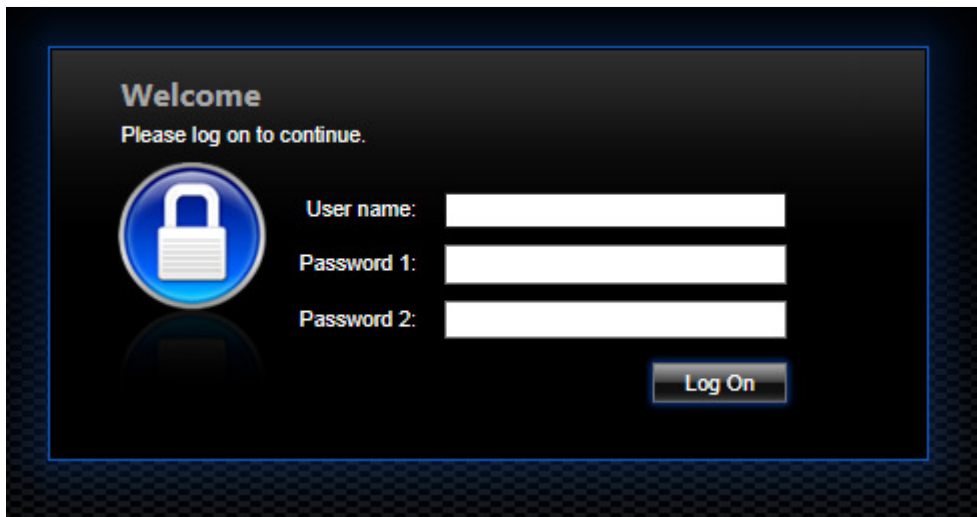 Welcome
Please log on to continue.
User name:
Password 1:
Password 2:
Log On